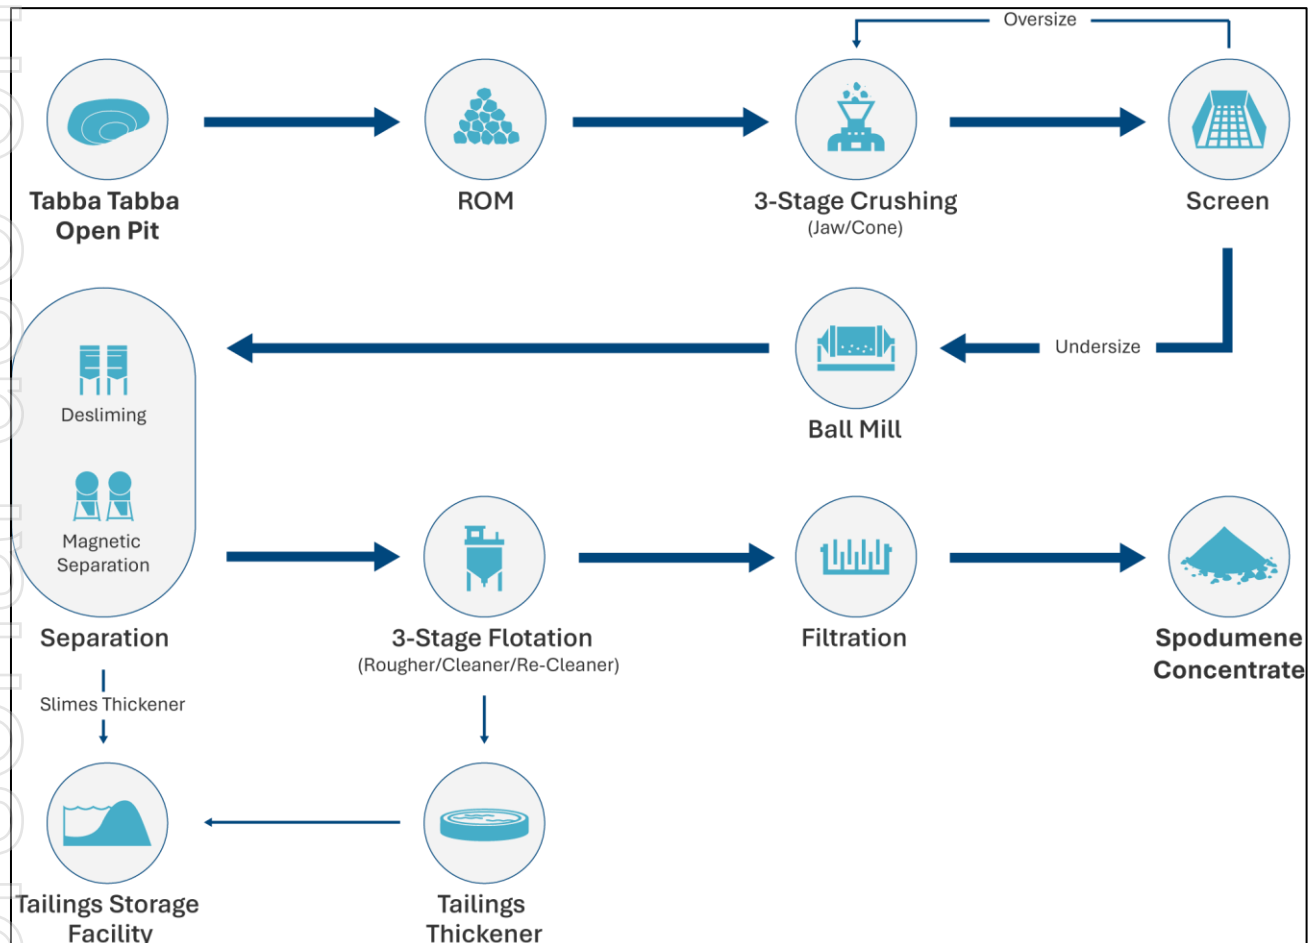 Oversize
Tabba Tabba
Open Pit
ROM
3-Stage Crushing
(Jaw/Cone)
Screen
Undersize
Desliming
Ball Mill
Magnetic
Separation
Separation
3-Stage Flotation
(Rougher/Cleaner/Re-Cleaner)
Filtration
Spodumene
Concentrate
Slimes Thickener
Tailings Storage
Facility
Tailings
Thickener